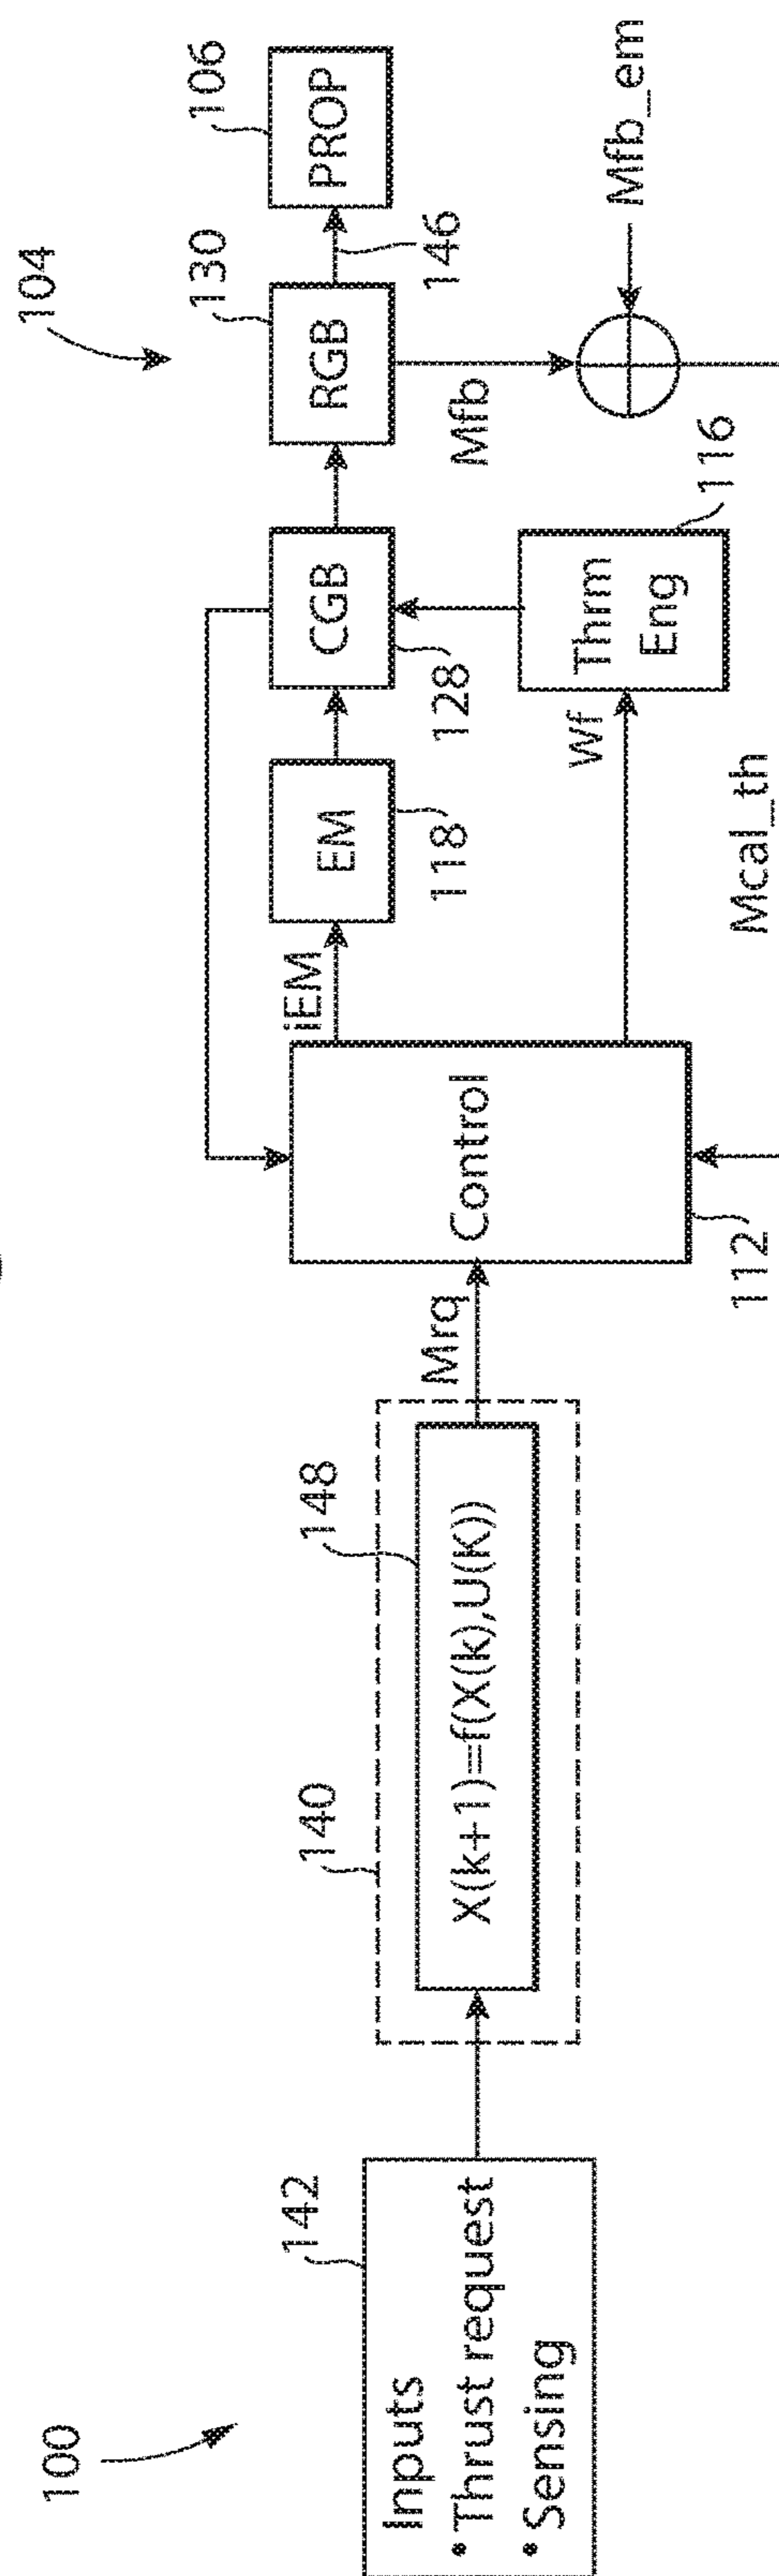 100
142
Inputs
• Thrust request
• Sensing
140
148
X(k+1)=f(X(k),U(K))
Mrq
Control
112
iEM
EM
118
Wf
Thrm
Eng
116
CGB
128
RGB
130
146
PROP
106
104
Mfb
Mfb_em
Mcal_th